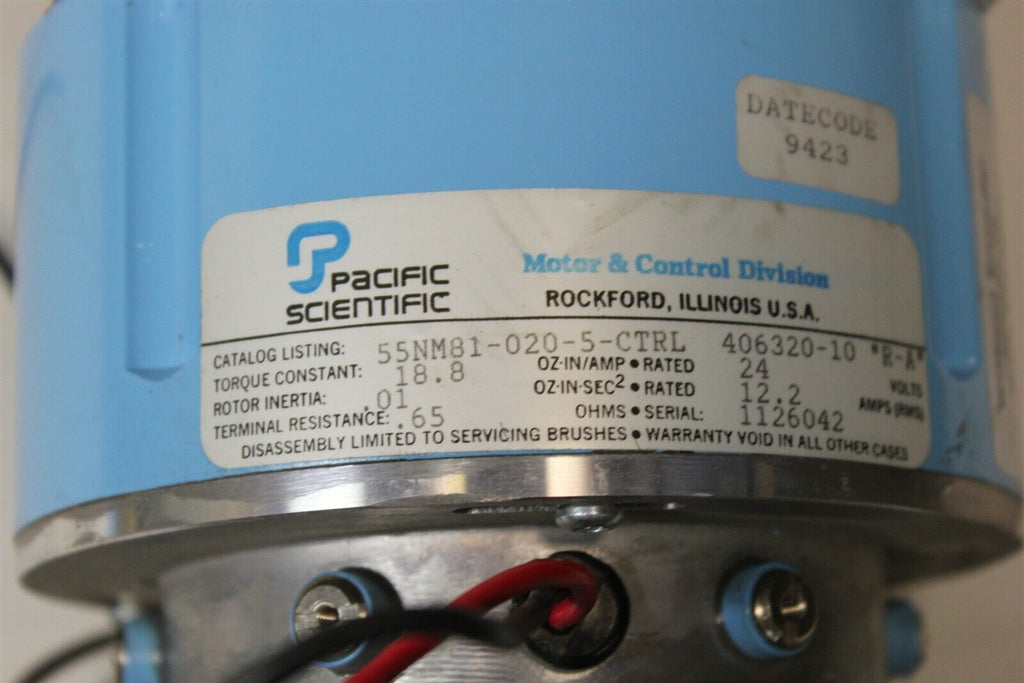 DATECODE
9423
PACIFIC
SCIENTIFIC
Motor & Control Division
ROCKFORD, ILLINOIS U.S.A.
CATALOG LISTING: 55NM81-020-5-CTRL 406320-10 "R-A"
TORQUE CONSTANT: 18.8 OZ·IN/AMP • RATED 24 VOLTS
ROTOR INERTIA: .01 OZ·IN·SEC² • RATED 12.2 AMPS (RMS)
TERMINAL RESISTANCE: .65 OHMS • SERIAL: 1126042
DISASSEMBLY LIMITED TO SERVICING BRUSHES • WARRANTY VOID IN ALL OTHER CASES